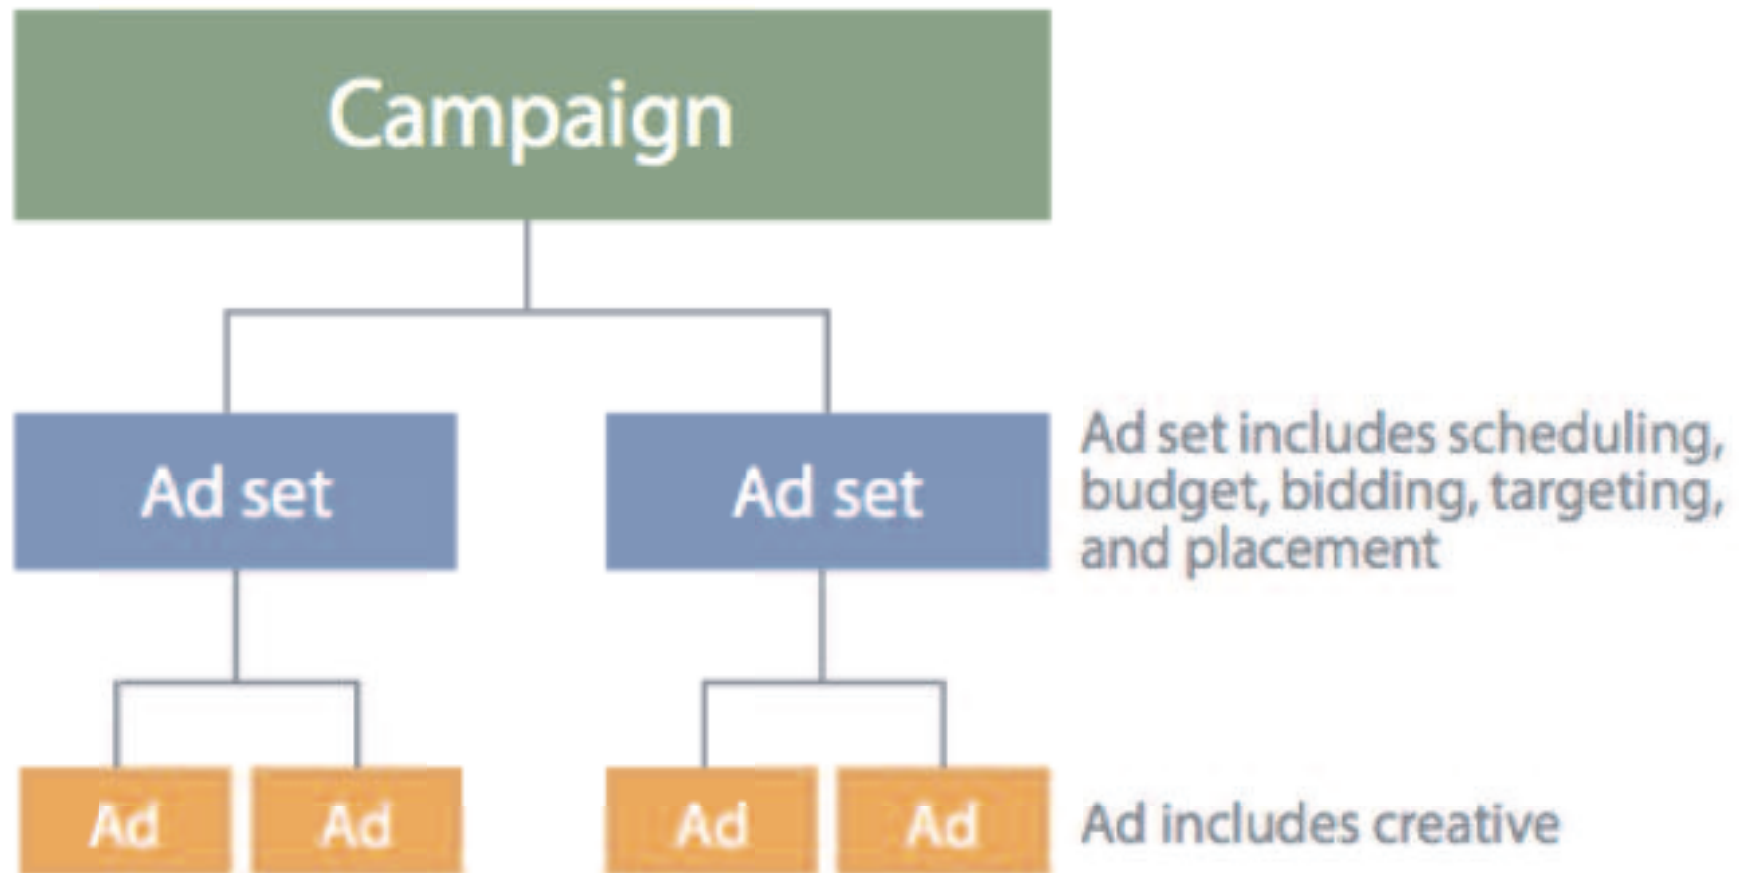 Campaign
Ad set
Ad set
Ad set includes scheduling,
budget, bidding, targeting,
and placement
Ad
Ad
Ad
Ad
Ad includes creative